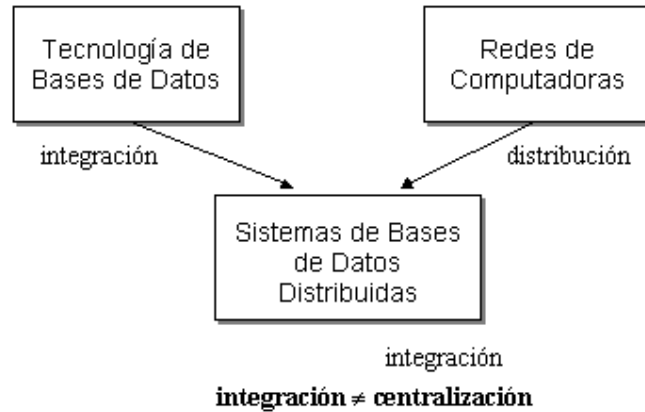 Tecnología de
Bases de Datos
Redes de
Computadoras
integración
distribución
Sistemas de Bases
de Datos
Distribuidas
integración
integración ≠ centralización